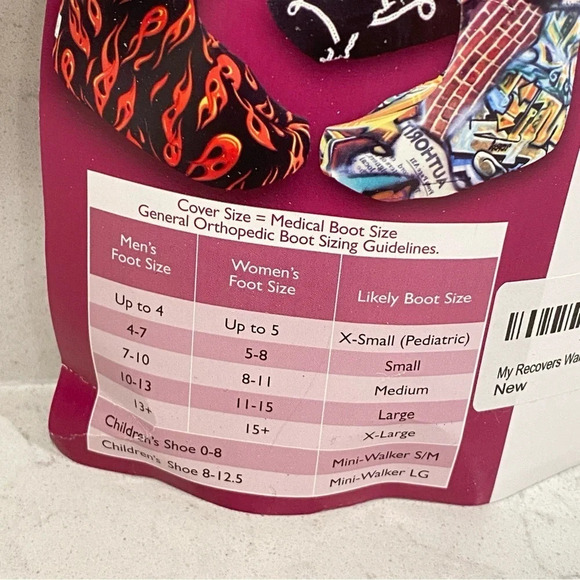 AUTHORI
Cover Size = Medical Boot Size
General Orthopedic Boot Sizing Guidelines.
Men's Foot Size Women's Foot Size Likely Boot Size
Up to 4 Up to 5 X-Small (Pediatric)
4-7 5-8 Small
7-10 8-11 Medium
10-13 11-15 Large
13+ 15+ X-Large
Children's Shoe 0-8 Mini-Walker S/M
Children's Shoe 8-12.5 Mini-Walker LG
My Recovers Wa
New